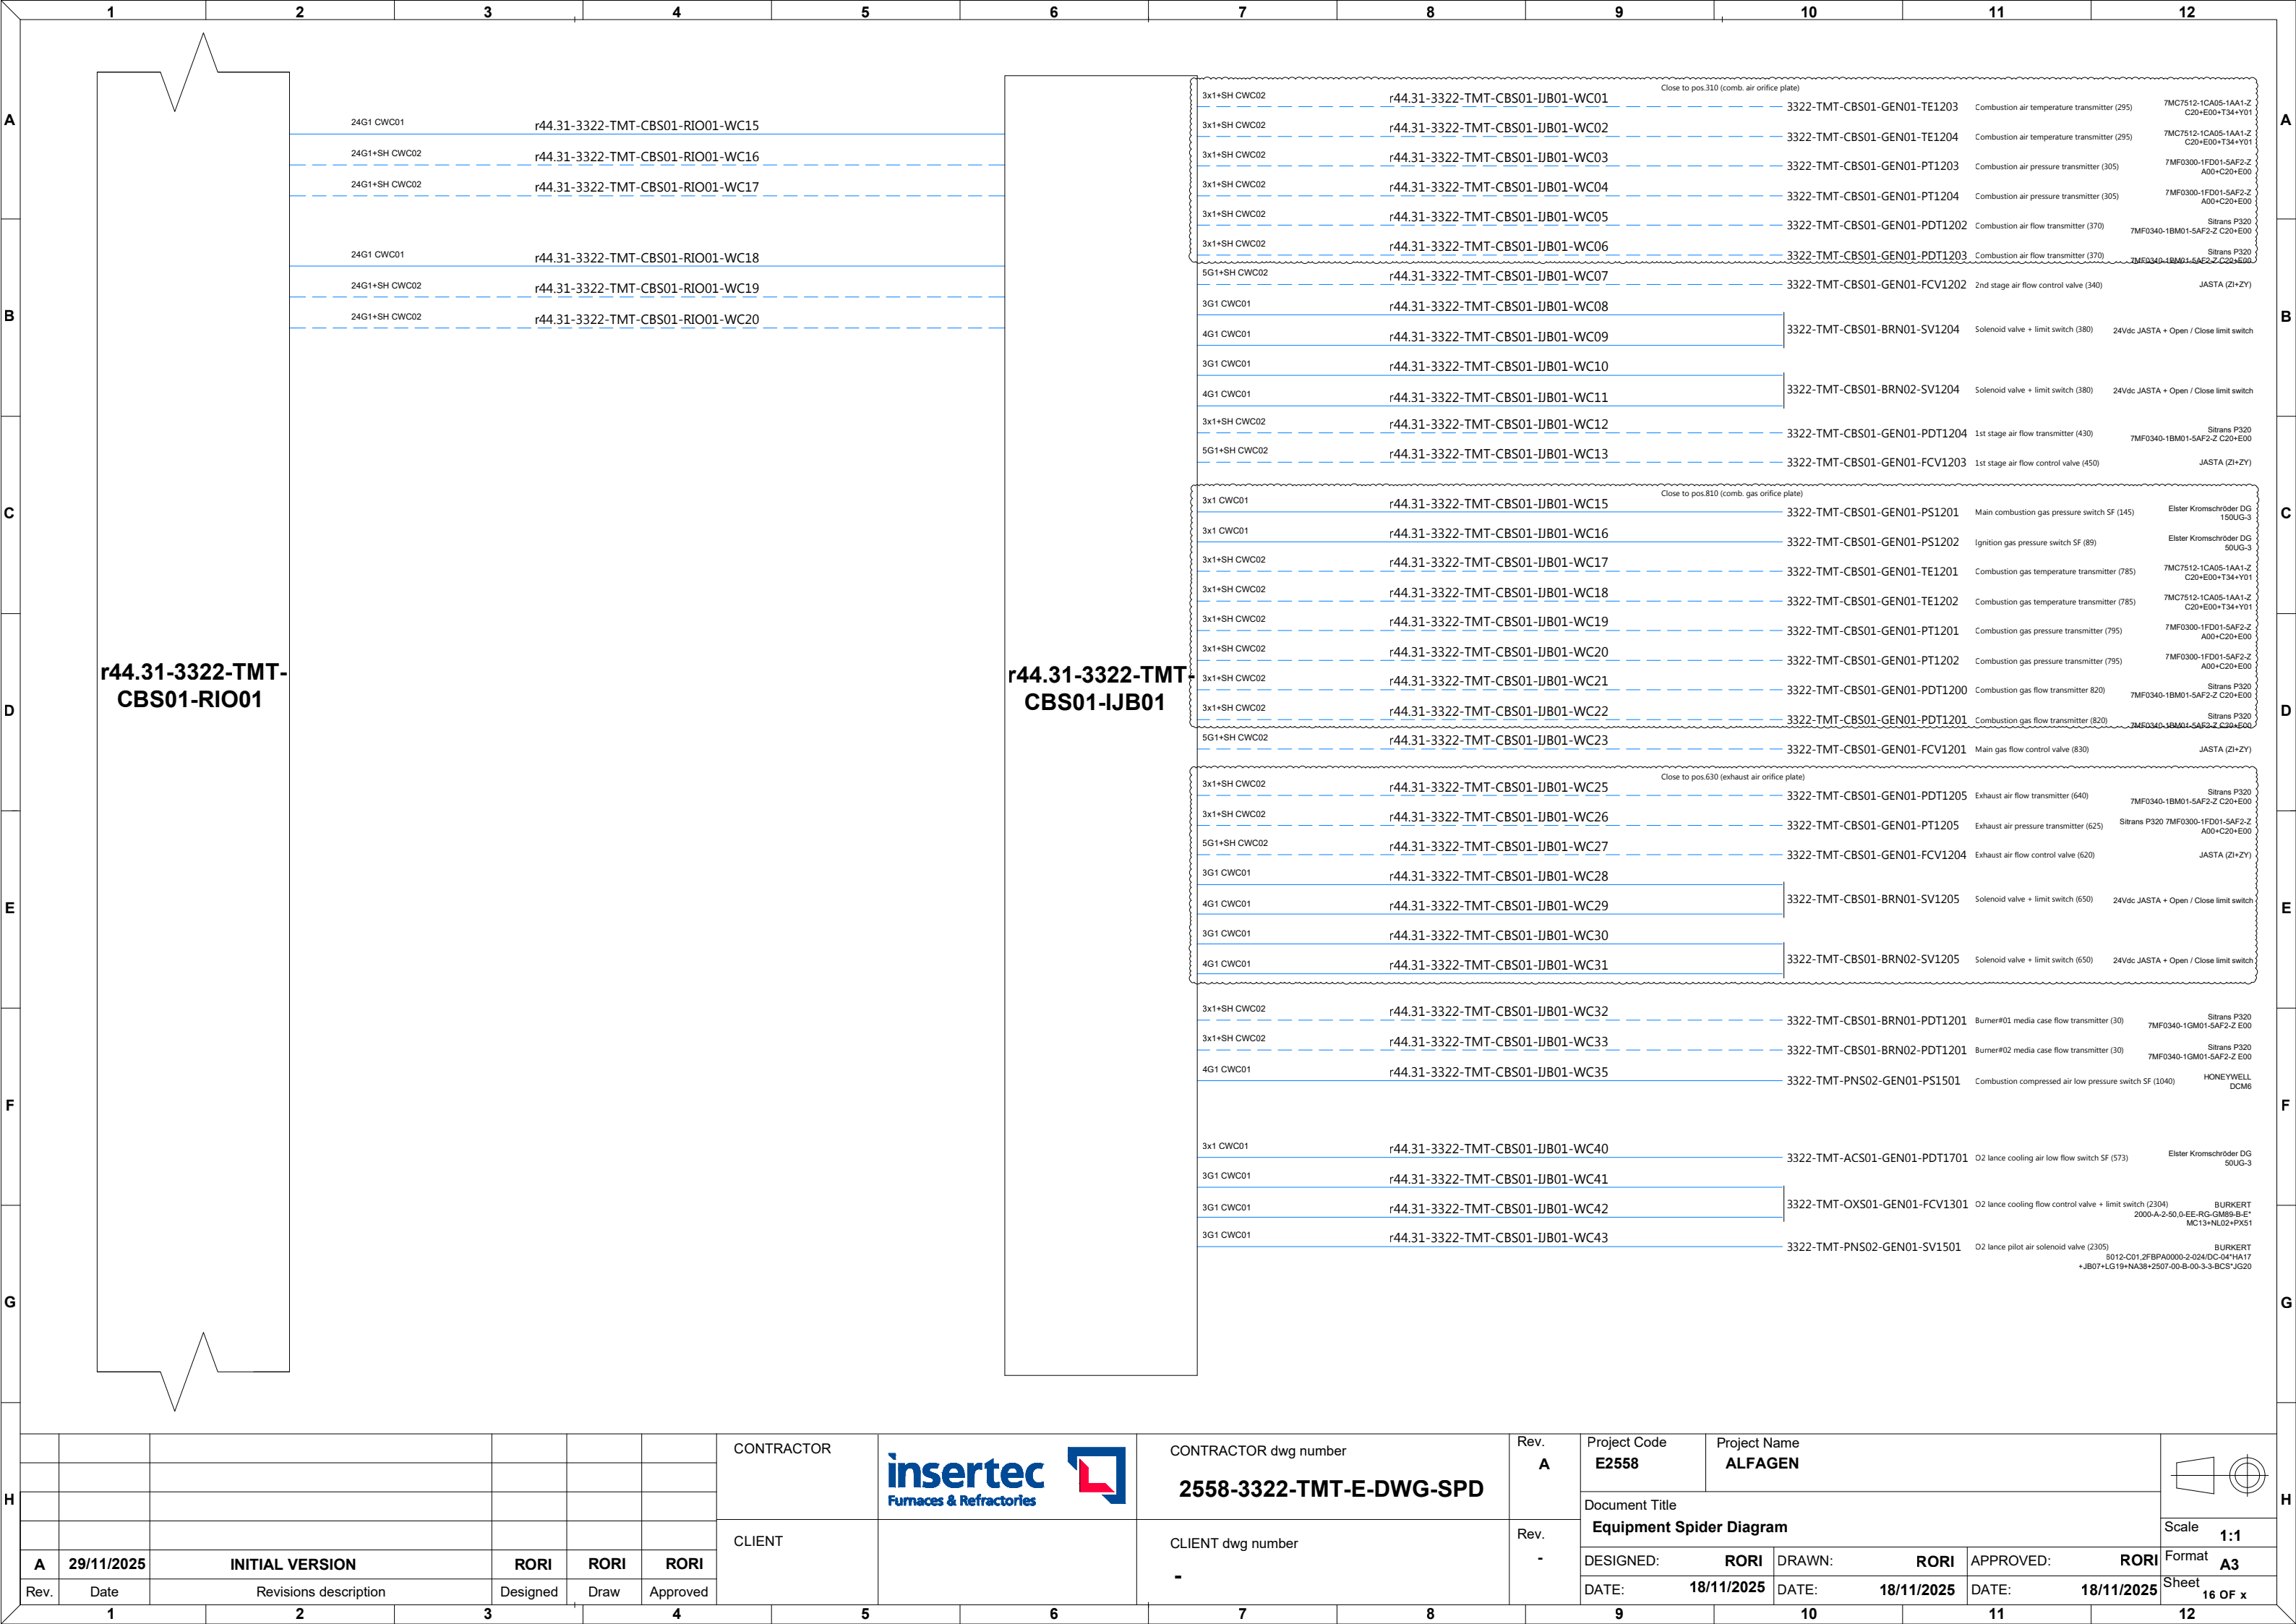 1 2 3 4 5 6 7 8 9 10 11 12
A
B
C
D
E
F
G
H
r44.31-3322-TMT-
CBS01-RIO01
24G1 CWC01 r44.31-3322-TMT-CBS01-RIO01-WC15
24G1+SH CWC02 r44.31-3322-TMT-CBS01-RIO01-WC16
24G1+SH CWC02 r44.31-3322-TMT-CBS01-RIO01-WC17
24G1 CWC01 r44.31-3322-TMT-CBS01-RIO01-WC18
24G1+SH CWC02 r44.31-3322-TMT-CBS01-RIO01-WC19
24G1+SH CWC02 r44.31-3322-TMT-CBS01-RIO01-WC20
r44.31-3322-TMT-
CBS01-IJB01
Close to pos.310 (comb. air orifice plate)
3x1+SH CWC02 r44.31-3322-TMT-CBS01-IJB01-WC01 3322-TMT-CBS01-GEN01-TE1203 Combustion air temperature transmitter (295) 7MC7512-1CA05-1AA1-Z
C20+E00+T34+Y01
3x1+SH CWC02 r44.31-3322-TMT-CBS01-IJB01-WC02 3322-TMT-CBS01-GEN01-TE1204 Combustion air temperature transmitter (295) 7MC7512-1CA05-1AA1-Z
C20+E00+T34+Y01
3x1+SH CWC02 r44.31-3322-TMT-CBS01-IJB01-WC03 3322-TMT-CBS01-GEN01-PT1203 Combustion air pressure transmitter (305) 7MF0300-1FD01-5AF2-Z
A00+C20+E00
3x1+SH CWC02 r44.31-3322-TMT-CBS01-IJB01-WC04 3322-TMT-CBS01-GEN01-PT1204 Combustion air pressure transmitter (305) 7MF0300-1FD01-5AF2-Z
A00+C20+E00
3x1+SH CWC02 r44.31-3322-TMT-CBS01-IJB01-WC05 3322-TMT-CBS01-GEN01-PDT1202 Combustion air flow transmitter (370) Sitrans P320
7MF0340-1BM01-5AF2-Z C20+E00
3x1+SH CWC02 r44.31-3322-TMT-CBS01-IJB01-WC06 3322-TMT-CBS01-GEN01-PDT1203 Combustion air flow transmitter (370) Sitrans P320
7MF0340-1BM01-5AF2-Z C20+E00
5G1+SH CWC02 r44.31-3322-TMT-CBS01-IJB01-WC07 3322-TMT-CBS01-GEN01-FCV1202 2nd stage air flow control valve (340) JASTA (ZI+ZY)
3G1 CWC01 r44.31-3322-TMT-CBS01-IJB01-WC08
3322-TMT-CBS01-BRN01-SV1204 Solenoid valve + limit switch (380) 24Vdc JASTA + Open / Close limit switch
4G1 CWC01 r44.31-3322-TMT-CBS01-IJB01-WC09
3G1 CWC01 r44.31-3322-TMT-CBS01-IJB01-WC10
3322-TMT-CBS01-BRN02-SV1204 Solenoid valve + limit switch (380) 24Vdc JASTA + Open / Close limit switch
4G1 CWC01 r44.31-3322-TMT-CBS01-IJB01-WC11
3x1+SH CWC02 r44.31-3322-TMT-CBS01-IJB01-WC12 3322-TMT-CBS01-GEN01-PDT1204 1st stage air flow transmitter (430) Sitrans P320
7MF0340-1BM01-5AF2-Z C20+E00
5G1+SH CWC02 r44.31-3322-TMT-CBS01-IJB01-WC13 3322-TMT-CBS01-GEN01-FCV1203 1st stage air flow control valve (450) JASTA (ZI+ZY)
Close to pos.810 (comb. gas orifice plate)
3x1 CWC01 r44.31-3322-TMT-CBS01-IJB01-WC15 3322-TMT-CBS01-GEN01-PS1201 Main combustion gas pressure switch SF (145) Elster Kromschröder DG
150UG-3
3x1 CWC01 r44.31-3322-TMT-CBS01-IJB01-WC16 3322-TMT-CBS01-GEN01-PS1202 Ignition gas pressure switch SF (89) Elster Kromschröder DG
50UG-3
3x1+SH CWC02 r44.31-3322-TMT-CBS01-IJB01-WC17 3322-TMT-CBS01-GEN01-TE1201 Combustion gas temperature transmitter (785) 7MC7512-1CA05-1AA1-Z
C20+E00+T34+Y01
3x1+SH CWC02 r44.31-3322-TMT-CBS01-IJB01-WC18 3322-TMT-CBS01-GEN01-TE1202 Combustion gas temperature transmitter (785) 7MC7512-1CA05-1AA1-Z
C20+E00+T34+Y01
3x1+SH CWC02 r44.31-3322-TMT-CBS01-IJB01-WC19 3322-TMT-CBS01-GEN01-PT1201 Combustion gas pressure transmitter (795) 7MF0300-1FD01-5AF2-Z
A00+C20+E00
3x1+SH CWC02 r44.31-3322-TMT-CBS01-IJB01-WC20 3322-TMT-CBS01-GEN01-PT1202 Combustion gas pressure transmitter (795) 7MF0300-1FD01-5AF2-Z
A00+C20+E00
3x1+SH CWC02 r44.31-3322-TMT-CBS01-IJB01-WC21 3322-TMT-CBS01-GEN01-PDT1200 Combustion gas flow transmitter 820) Sitrans P320
7MF0340-1BM01-5AF2-Z C20+E00
3x1+SH CWC02 r44.31-3322-TMT-CBS01-IJB01-WC22 3322-TMT-CBS01-GEN01-PDT1201 Combustion gas flow transmitter (820) Sitrans P320
7MF0340-1BM01-5AF2-Z C20+E00
5G1+SH CWC02 r44.31-3322-TMT-CBS01-IJB01-WC23 3322-TMT-CBS01-GEN01-FCV1201 Main gas flow control valve (830) JASTA (ZI+ZY)
Close to pos.630 (exhaust air orifice plate)
3x1+SH CWC02 r44.31-3322-TMT-CBS01-IJB01-WC25 3322-TMT-CBS01-GEN01-PDT1205 Exhaust air flow transmitter (640) Sitrans P320
7MF0340-1BM01-5AF2-Z C20+E00
3x1+SH CWC02 r44.31-3322-TMT-CBS01-IJB01-WC26 3322-TMT-CBS01-GEN01-PT1205 Exhaust air pressure transmitter (625) Sitrans P320 7MF0300-1FD01-5AF2-Z
A00+C20+E00
5G1+SH CWC02 r44.31-3322-TMT-CBS01-IJB01-WC27 3322-TMT-CBS01-GEN01-FCV1204 Exhaust air flow control valve (620) JASTA (ZI+ZY)
3G1 CWC01 r44.31-3322-TMT-CBS01-IJB01-WC28
3322-TMT-CBS01-BRN01-SV1205 Solenoid valve + limit switch (650) 24Vdc JASTA + Open / Close limit switch
4G1 CWC01 r44.31-3322-TMT-CBS01-IJB01-WC29
3G1 CWC01 r44.31-3322-TMT-CBS01-IJB01-WC30
3322-TMT-CBS01-BRN02-SV1205 Solenoid valve + limit switch (650) 24Vdc JASTA + Open / Close limit switch
4G1 CWC01 r44.31-3322-TMT-CBS01-IJB01-WC31
3x1+SH CWC02 r44.31-3322-TMT-CBS01-IJB01-WC32 3322-TMT-CBS01-BRN01-PDT1201 Burner#01 media case flow transmitter (30) Sitrans P320
7MF0340-1GM01-5AF2-Z E00
3x1+SH CWC02 r44.31-3322-TMT-CBS01-IJB01-WC33 3322-TMT-CBS01-BRN02-PDT1201 Burner#02 media case flow transmitter (30) Sitrans P320
7MF0340-1GM01-5AF2-Z E00
4G1 CWC01 r44.31-3322-TMT-CBS01-IJB01-WC35 3322-TMT-PNS02-GEN01-PS1501 Combustion compressed air low pressure switch SF (1040) HONEYWELL
DCM6
3x1 CWC01 r44.31-3322-TMT-CBS01-IJB01-WC40 3322-TMT-ACS01-GEN01-PDT1701 O2 lance cooling air low flow switch SF (573) Elster Kromschröder DG
50UG-3
3G1 CWC01 r44.31-3322-TMT-CBS01-IJB01-WC41
3322-TMT-OXS01-GEN01-FCV1301 O2 lance cooling flow control valve + limit switch (2304) BURKERT
2000-A-2-50,0-EE-RG-GM89-B-E*
MC13+NL02+PX51
3G1 CWC01 r44.31-3322-TMT-CBS01-IJB01-WC42
3G1 CWC01 r44.31-3322-TMT-CBS01-IJB01-WC43 3322-TMT-PNS02-GEN01-SV1501 O2 lance pilot air solenoid valve (2305) BURKERT
6012-C01,2FBPA0000-2-024/DC-04*HA17
+JB07+LG19+NA38+2507-00-B-00-3-3-BCS*JG20
A
B
C
D
E
F
G
H
A 29/11/2025 INITIAL VERSION RORI RORI RORI
Rev. Date Revisions description Designed Draw Approved
CONTRACTOR
insertec
Furnaces & Refractories
CLIENT
CONTRACTOR dwg number
2558-3322-TMT-E-DWG-SPD
CLIENT dwg number
-
Rev.
A
Rev.
-
Project Code
E2558
Project Name
ALFAGEN
Document Title
Equipment Spider Diagram
DESIGNED: RORI DRAWN: RORI APPROVED: RORI
DATE: 18/11/2025 DATE: 18/11/2025 DATE: 18/11/2025
Scale 1:1
Format A3
Sheet 16 OF x
1 2 3 4 5 6 7 8 9 10 11 12